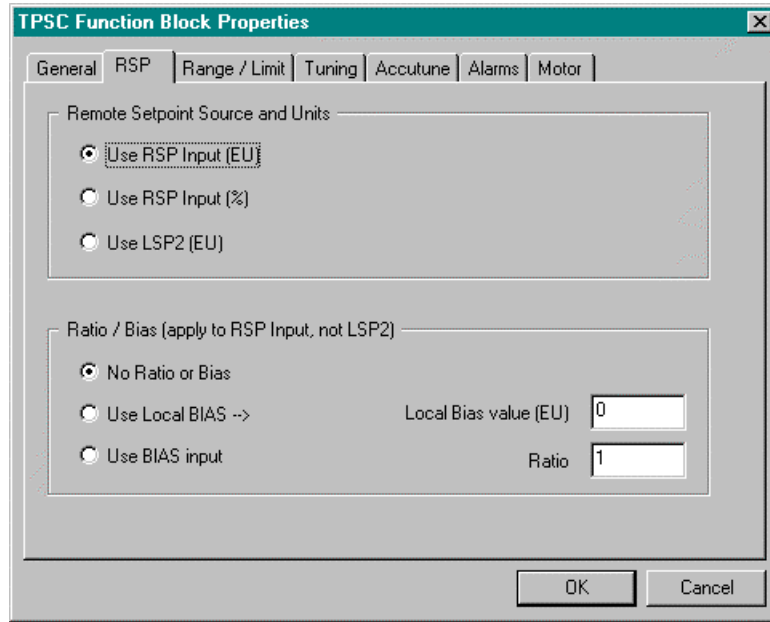 TPSC Function Block Properties
General RSP Range / Limit Tuning Accutune Alarms Motor
Remote Setpoint Source and Units
Use RSP Input (EU)
Use RSP Input (%)
Use LSP2 (EU)
Ratio / Bias (apply to RSP Input, not LSP2)
No Ratio or Bias
Use Local BIAS --> Local Bias value (EU) 0
Use BIAS input Ratio 1
OK Cancel